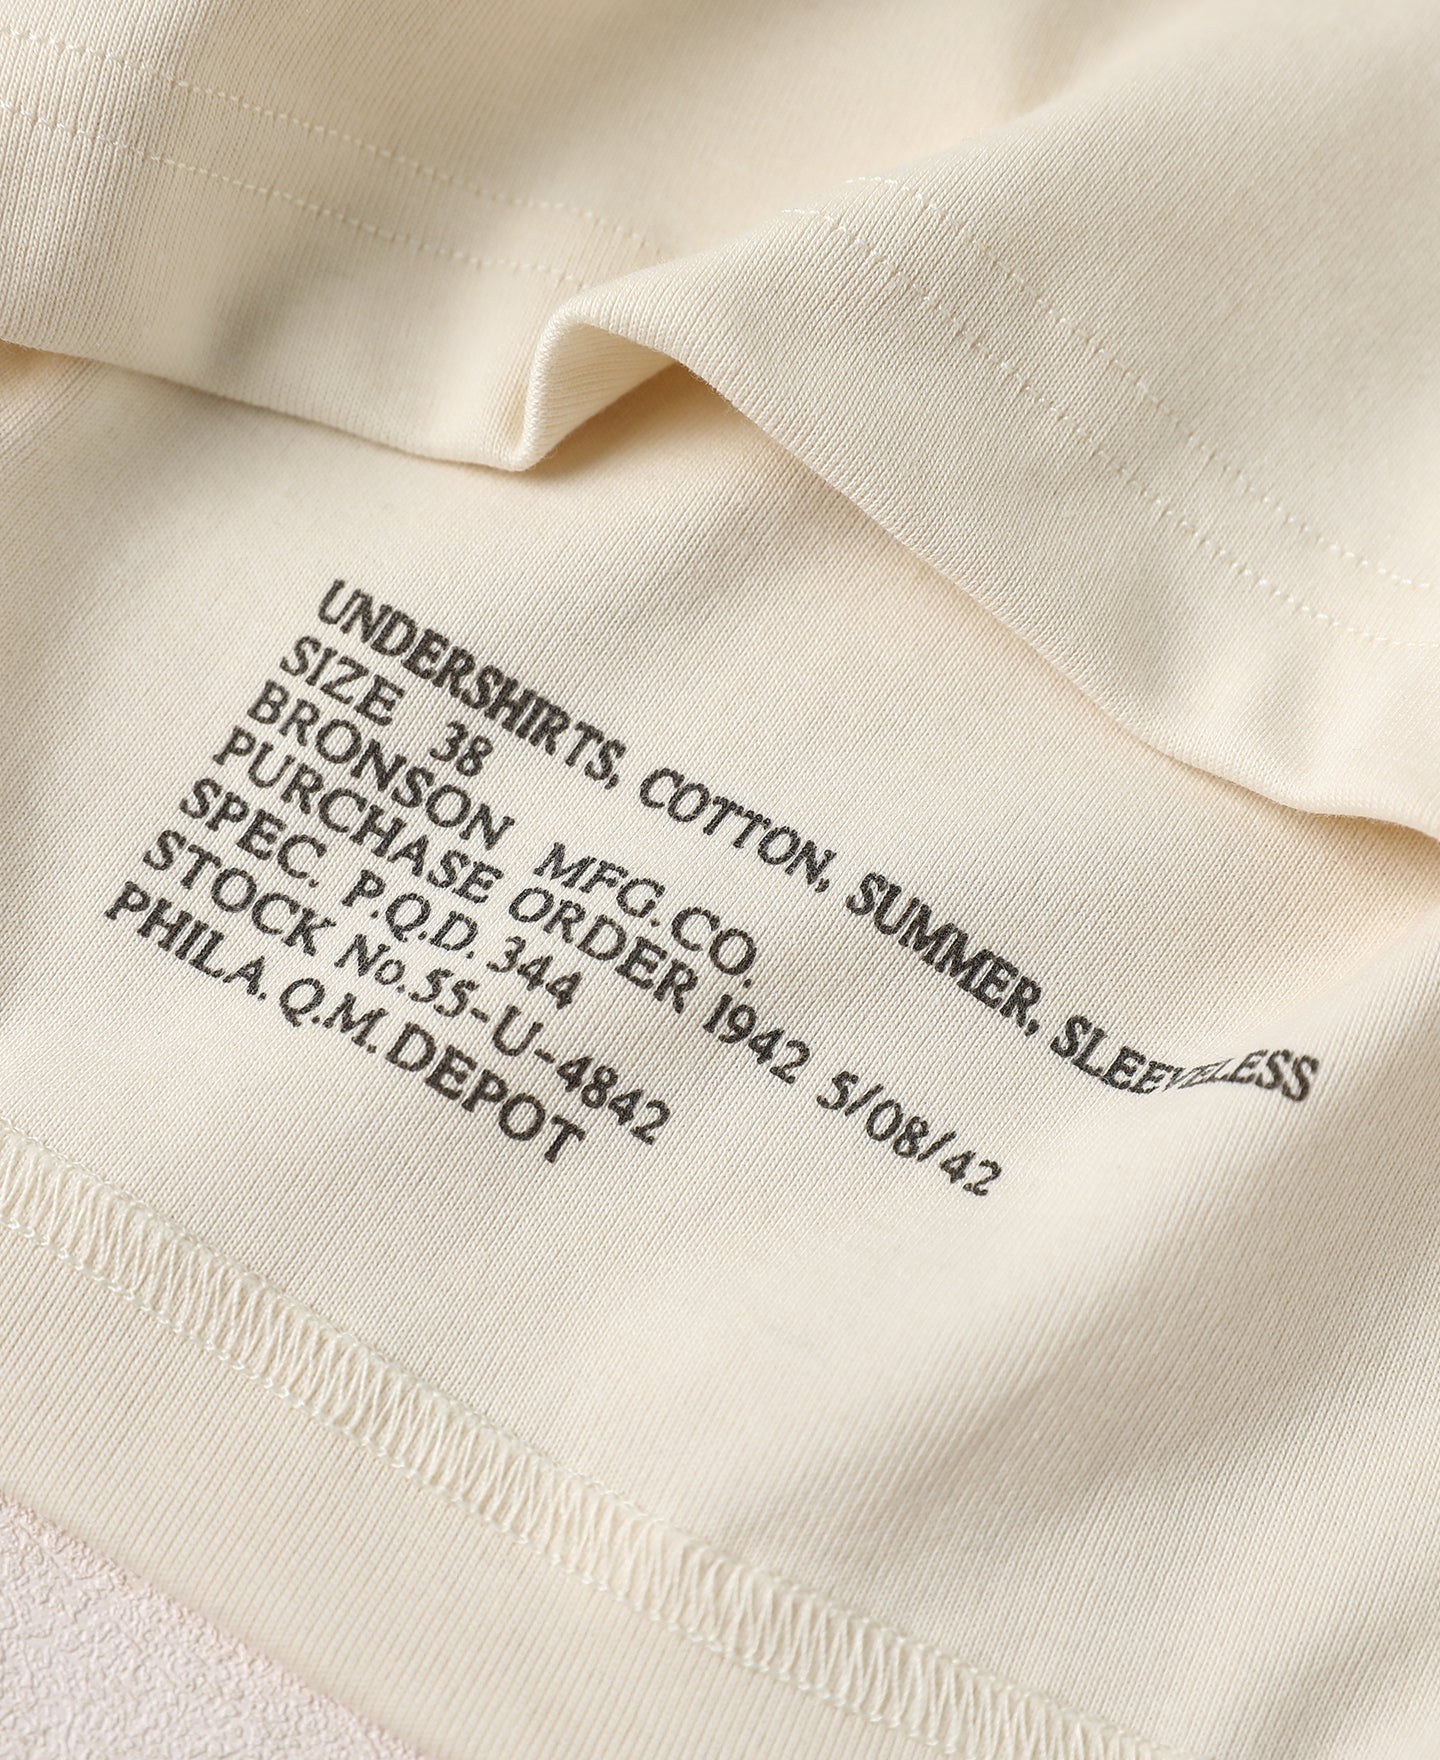 UNDERSHIRTS, COTTON, SUMMER, SLEEVELESS
SIZE 38
BRONSON MFG.CO.
PURCHASE ORDER 1942 5/08/42
SPEC. P.Q.D. 344
STOCK No.55-U-4842
PHILA. Q.M.DEPOT